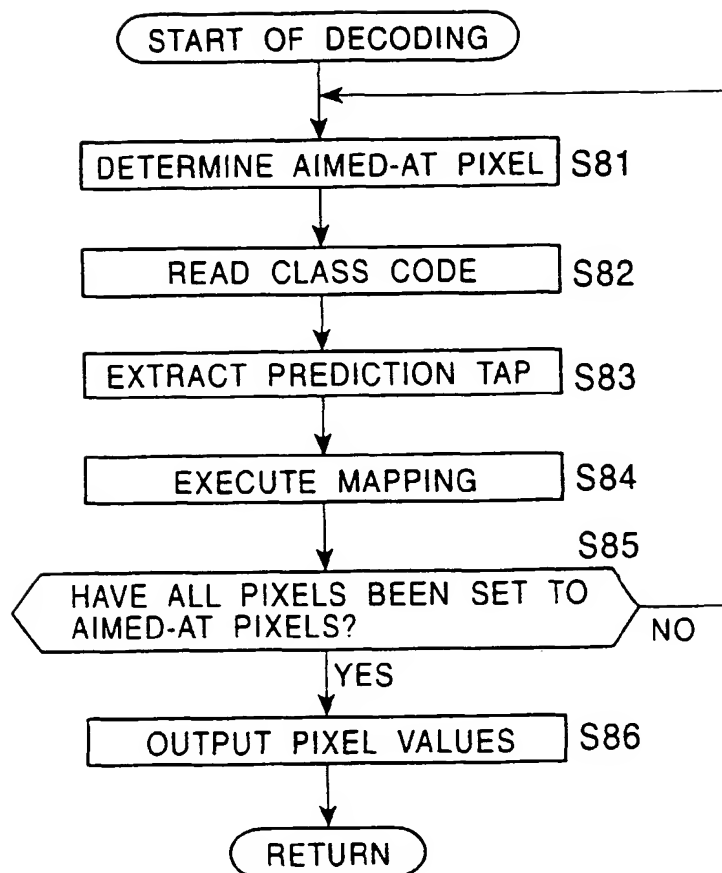 START OF DECODING
DETERMINE AIMED-AT PIXEL S81
READ CLASS CODE S82
EXTRACT PREDICTION TAP S83
EXECUTE MAPPING S84
S85
HAVE ALL PIXELS BEEN SET TO
AIMED-AT PIXELS?
NO
YES
OUTPUT PIXEL VALUES S86
RETURN